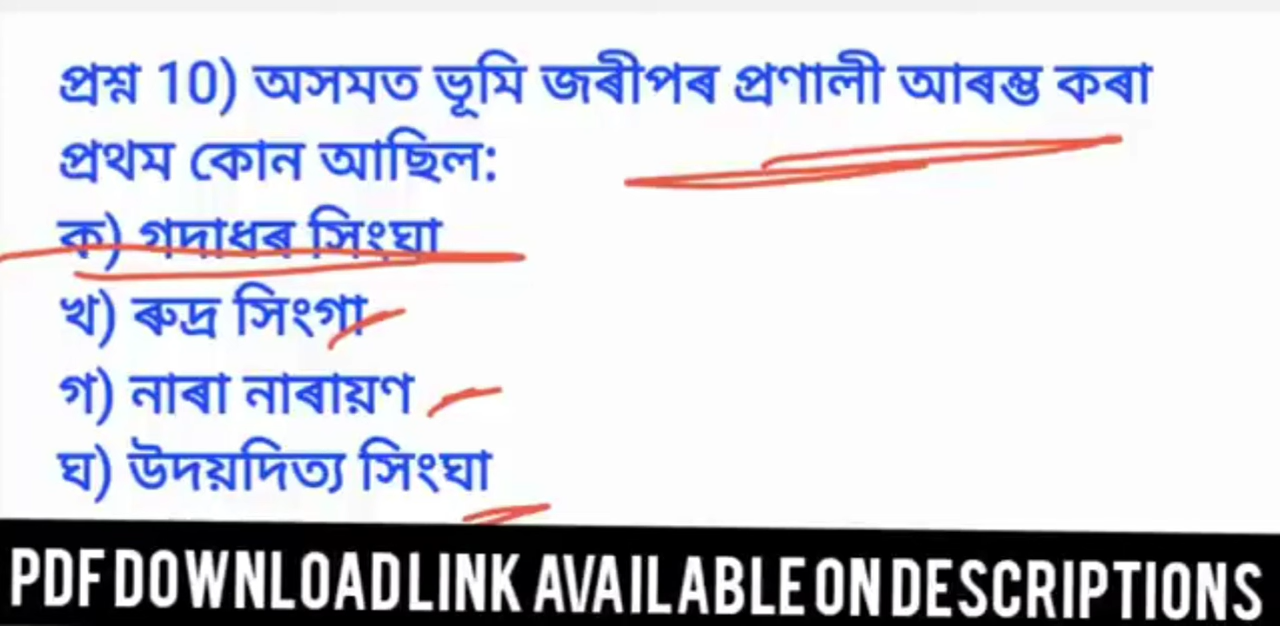 প্ৰশ্ন 10) অসমত ভূমি জৰীপৰ প্ৰণালী আৰম্ভ কৰা
প্ৰথম কোন আছিল:
ক) গদাধৰ সিংঘা
খ) ৰুদ্ৰ সিংগা
গ) নাৰা নাৰায়ণ
ঘ) উদয়দিত্য সিংঘা
PDF DOWNLOAD LINK AVAILABLE ON DESCRIPTIONS